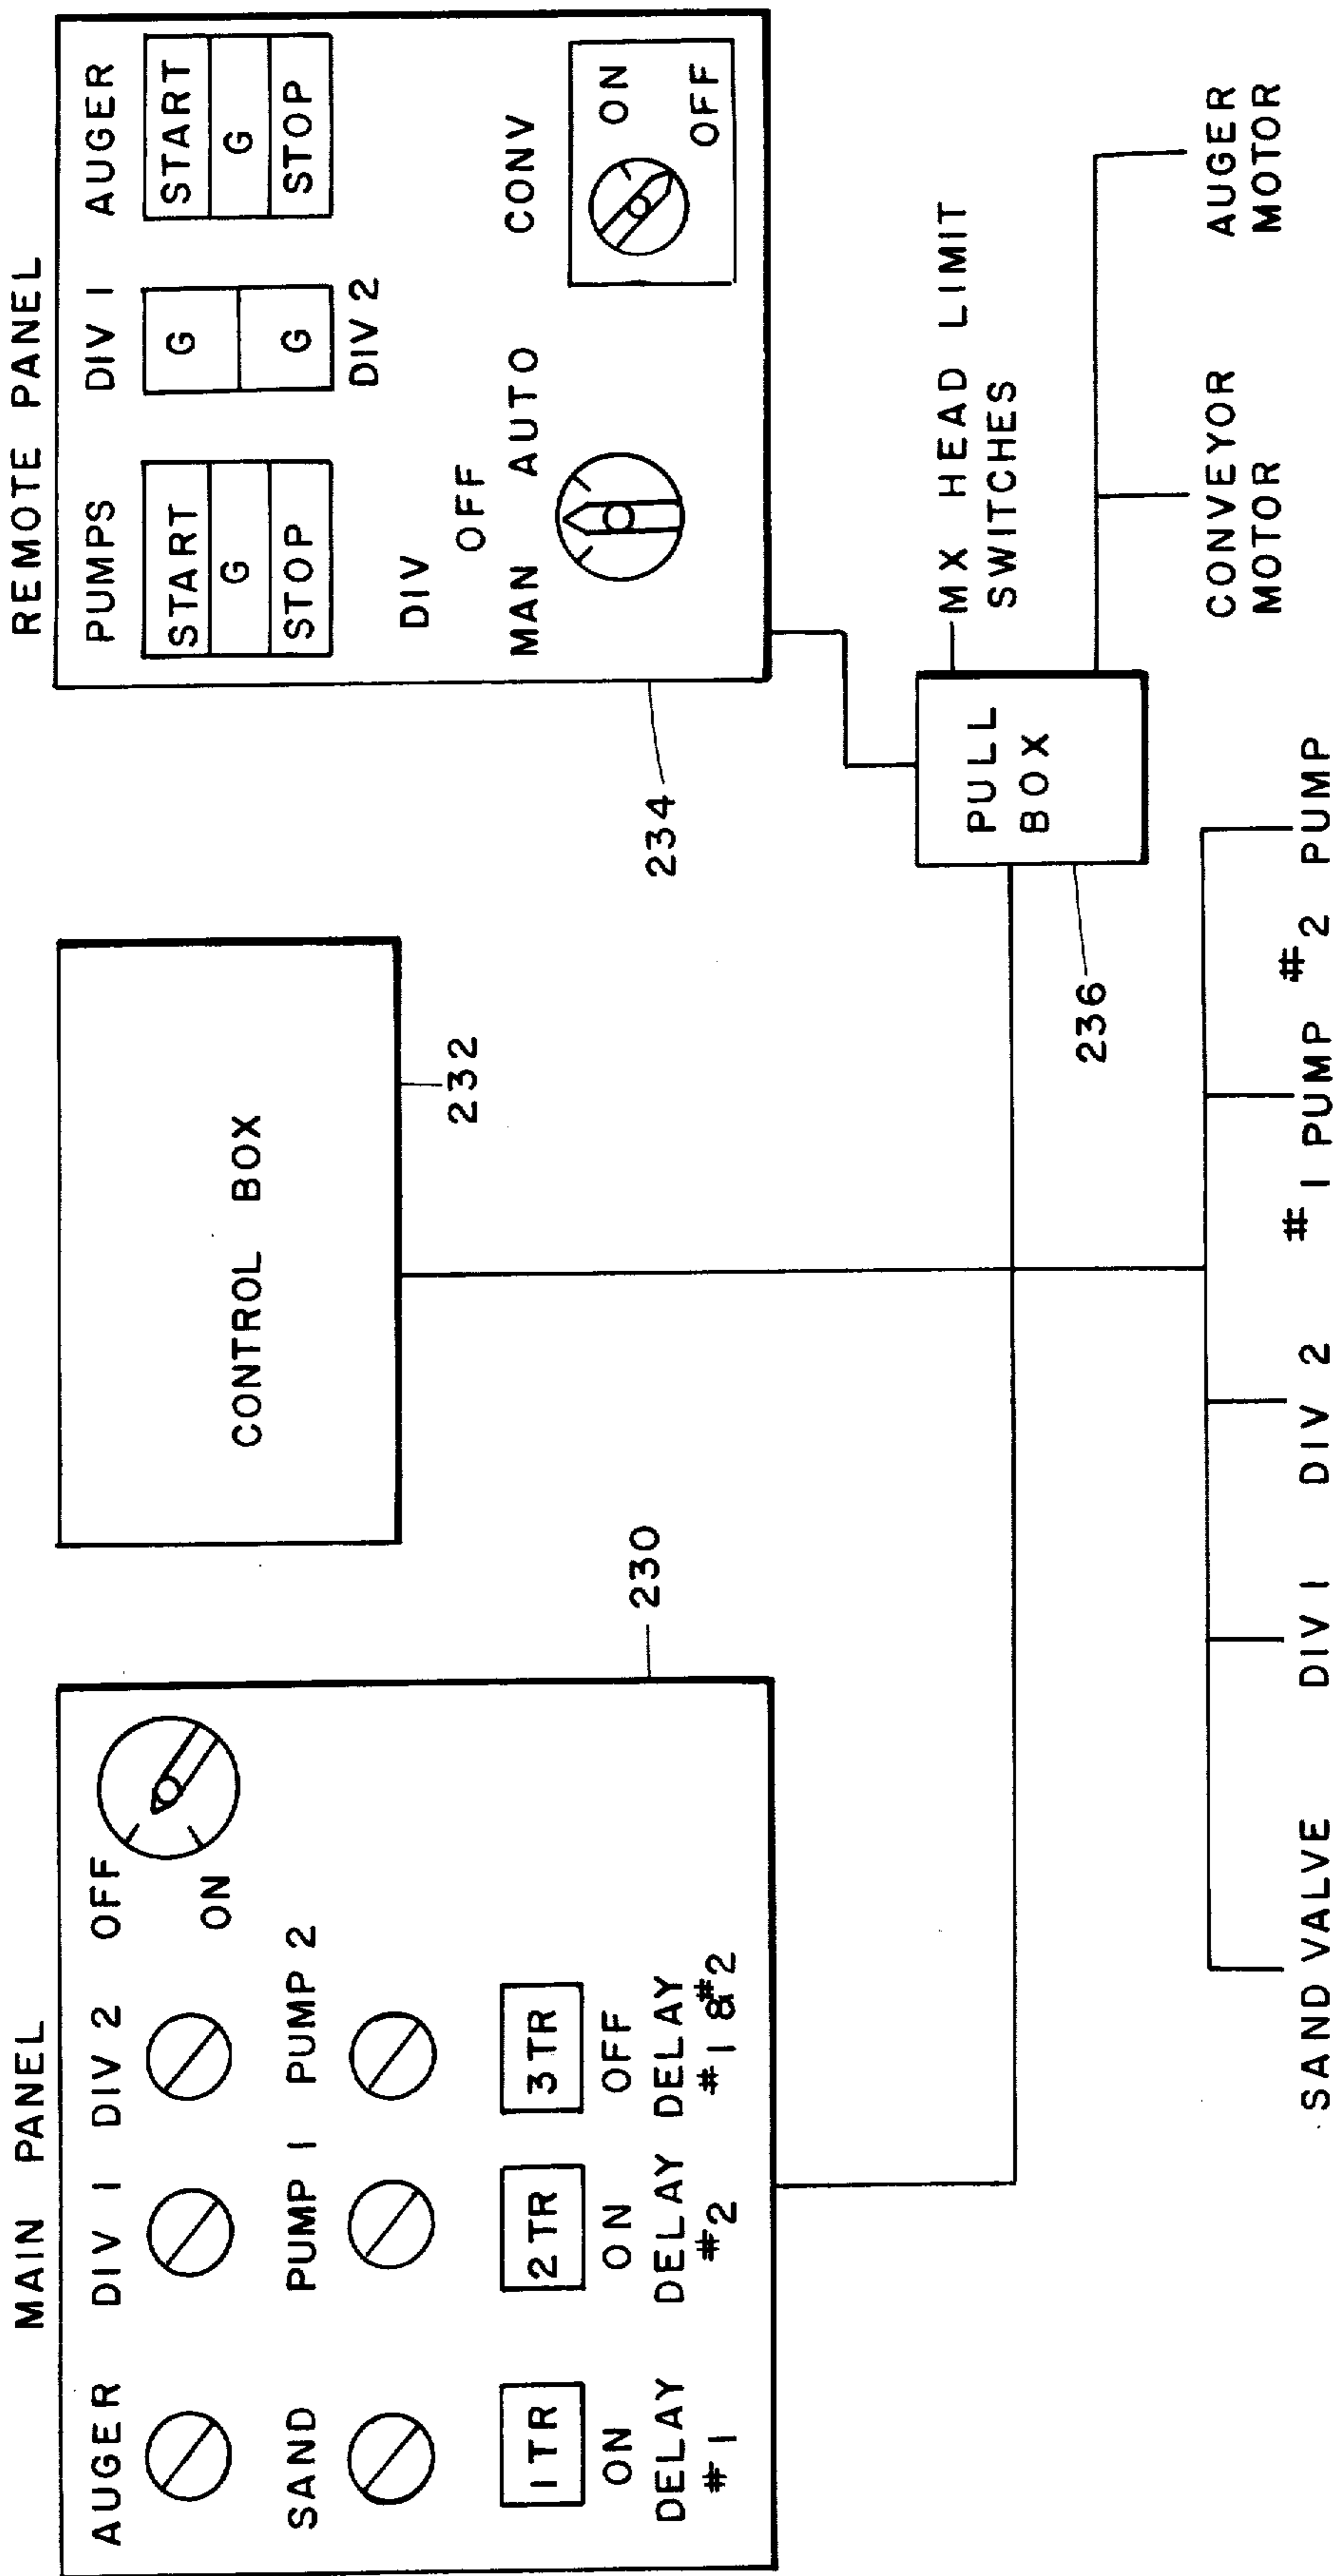 MAIN PANEL
AUGER DIV 1 DIV 2 OFF
ON
SAND PUMP 1 PUMP 2
1TR 2TR 3TR
ON ON OFF
DELAY DELAY DELAY
#1 #2 #1 &#2
230
CONTROL BOX
232
REMOTE PANEL
PUMPS DIV 1 AUGER
START G START
G G
STOP G STOP
DIV 2
DIV
OFF
MAN AUTO
CONV
ON
OFF
234
PULL
BOX
236
MX HEAD LIMIT
SWITCHES
CONVEYOR
MOTOR
AUGER
MOTOR
SAND VALVE DIV 1 DIV 2 #1 PUMP #2 PUMP